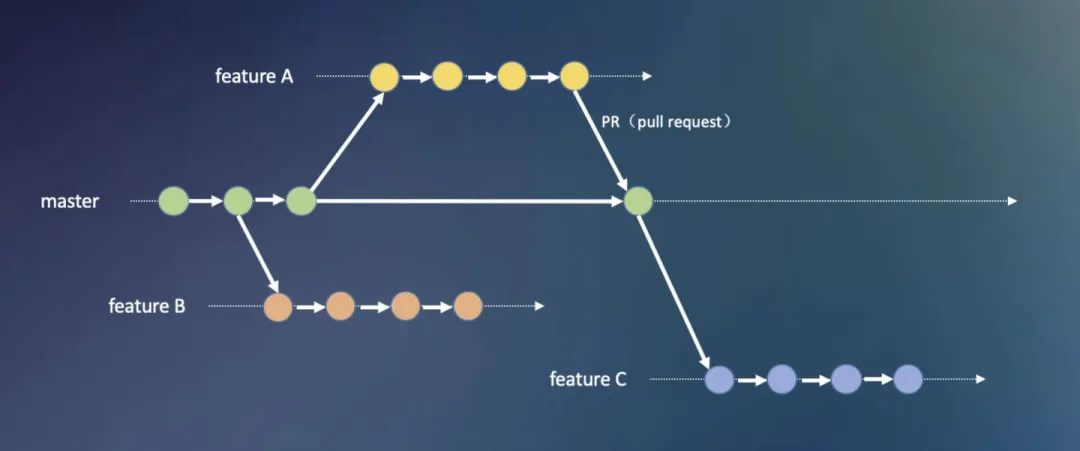 feature A
PR（pull request）
master
feature B
feature C